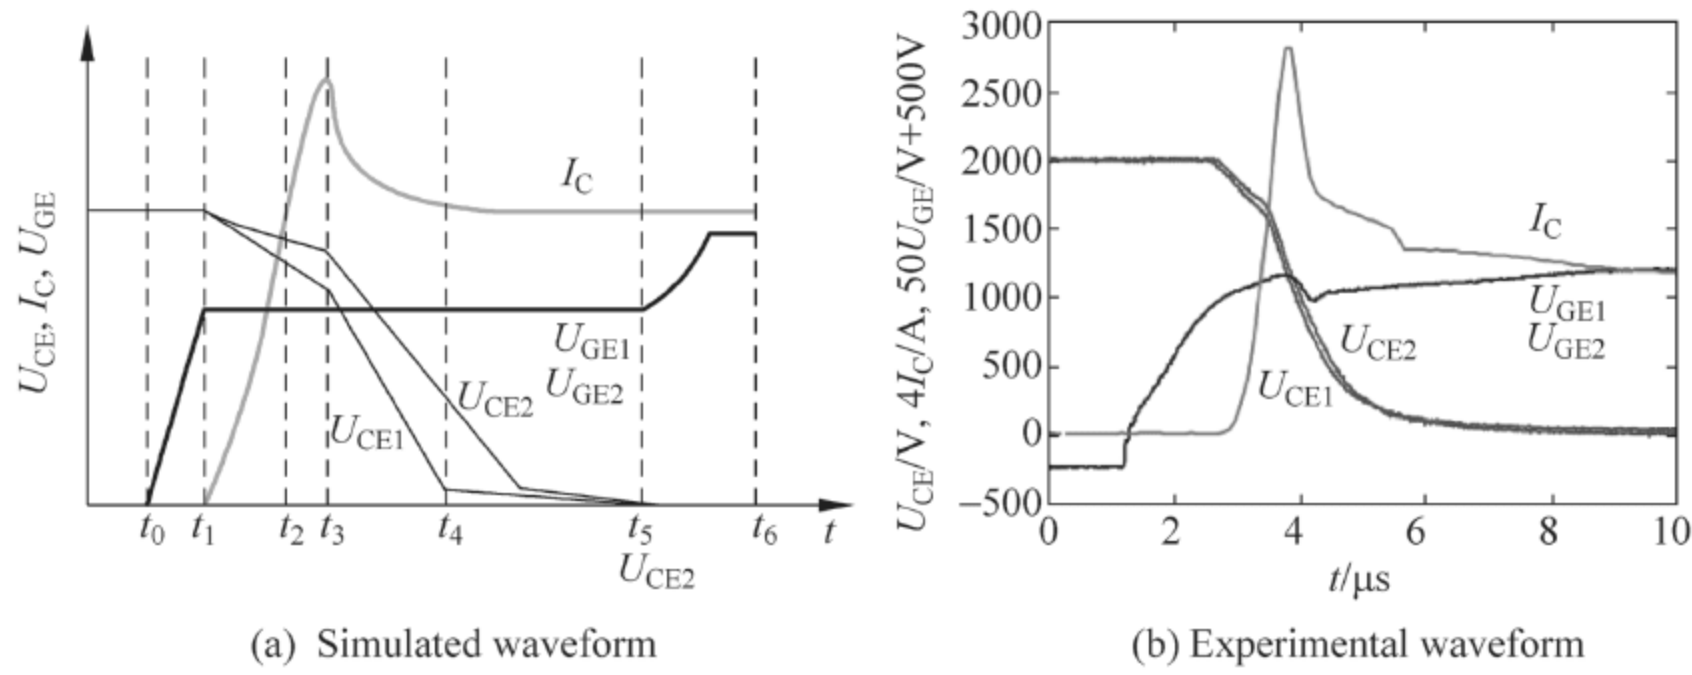 U_CE, I_C, U_GE
I_C
U_GE1
U_GE2
U_CE1
U_CE2
t_0 t_1 t_2 t_3 t_4 t_5 t_6 t
U_CE2
(a) Simulated waveform
U_CE/V, 4I_C/A, 50U_GE/V+500V
3000
2500
2000
1500
1000
500
0
−500
I_C
U_GE1
U_GE2
U_CE2
U_CE1
0 2 4 6 8 10
t/μs
(b) Experimental waveform